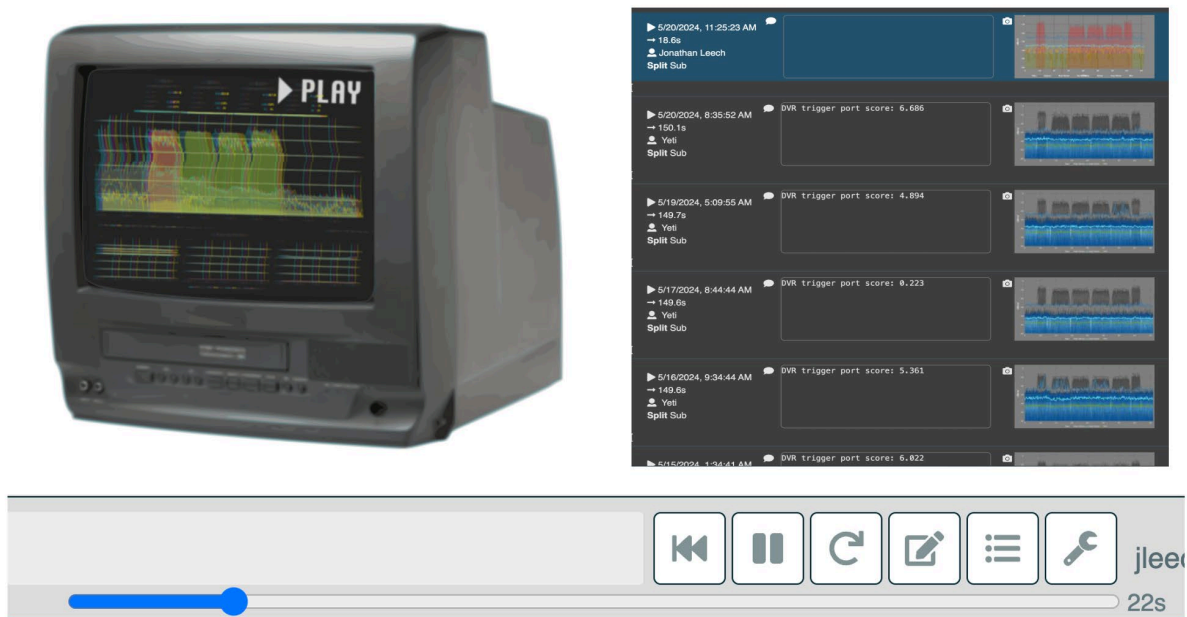 PLAY
5/20/2024, 11:25:23 AM
→ 18.6s
Jonathan Leech
Split Sub
5/20/2024, 8:35:52 AM
→ 150.1s
Yeti
Split Sub
DVR trigger port score: 6.686
5/19/2024, 5:09:55 AM
→ 149.7s
Yeti
Split Sub
DVR trigger port score: 4.894
5/17/2024, 8:44:44 AM
→ 149.6s
Yeti
Split Sub
DVR trigger port score: 0.223
5/16/2024, 9:34:44 AM
→ 149.6s
Yeti
Split Sub
DVR trigger port score: 5.361
5/15/2024, 1:34:41 AM
DVR trigger port score: 6.022
jlee
22s